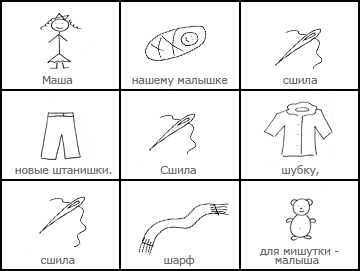 Маша
нашему малышке
сшила
новые штанишки.
Сшила
шубку,
сшила
шарф
для мишутки -
малыша